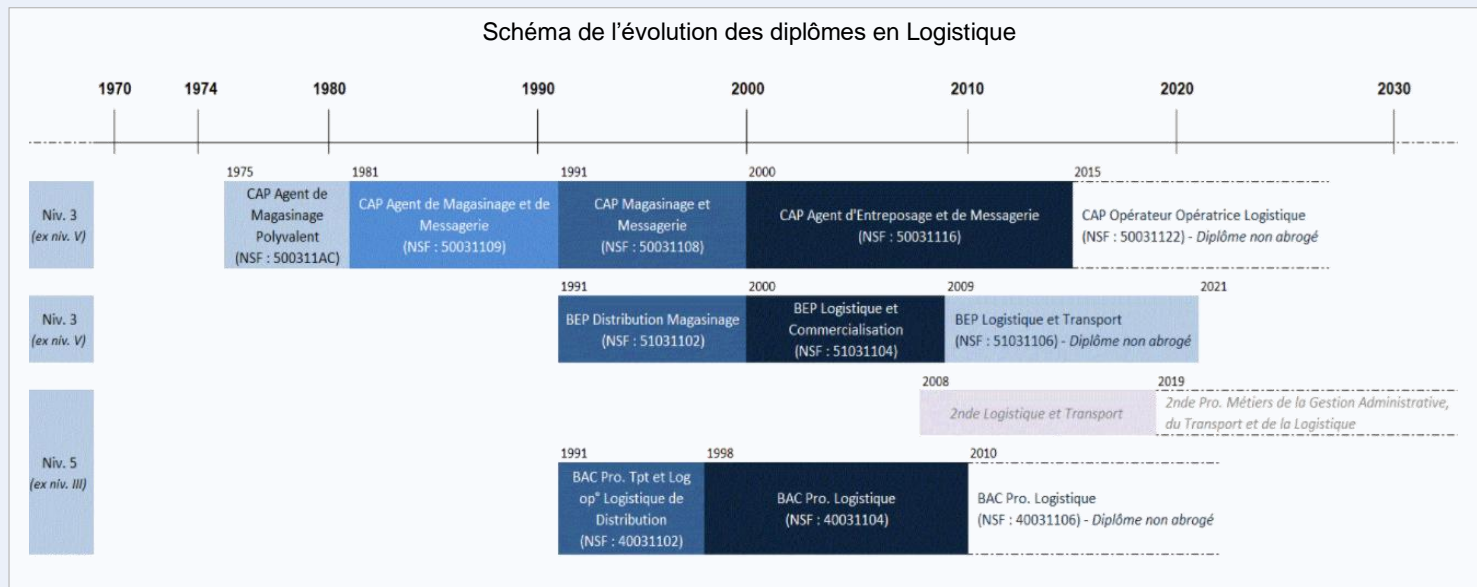 Schéma de l'évolution des diplômes en Logistique
1970 1974 1980 1990 2000 2010 2020 2030
1975 1981 1991 2000 2015
Niv. 3
(ex niv. V)
CAP Agent de
Magasinage
Polyvalent
(NSF : 500311AC)
CAP Agent de Magasinage et de
Messagerie
(NSF : 50031109)
CAP Magasinage et
Messagerie
(NSF : 50031108)
CAP Agent d'Entreposage et de Messagerie
(NSF : 50031116)
CAP Opérateur Opératrice Logistique
(NSF : 50031122) - Diplôme non abrogé
1991 2000 2009 2021
Niv. 3
(ex niv. V)
BEP Distribution Magasinage
(NSF : 51031102)
BEP Logistique et
Commercialisation
(NSF : 51031104)
BEP Logistique et Transport
(NSF : 51031106) - Diplôme non abrogé
2008 2019
2nde Logistique et Transport
2nde Pro. Métiers de la Gestion Administrative,
du Transport et de la Logistique
Niv. 5
(ex niv. III)
1991 1998 2010
BAC Pro. Tpt et Log
op° Logistique de
Distribution
(NSF : 40031102)
BAC Pro. Logistique
(NSF : 40031104)
BAC Pro. Logistique
(NSF : 40031106) - Diplôme non abrogé